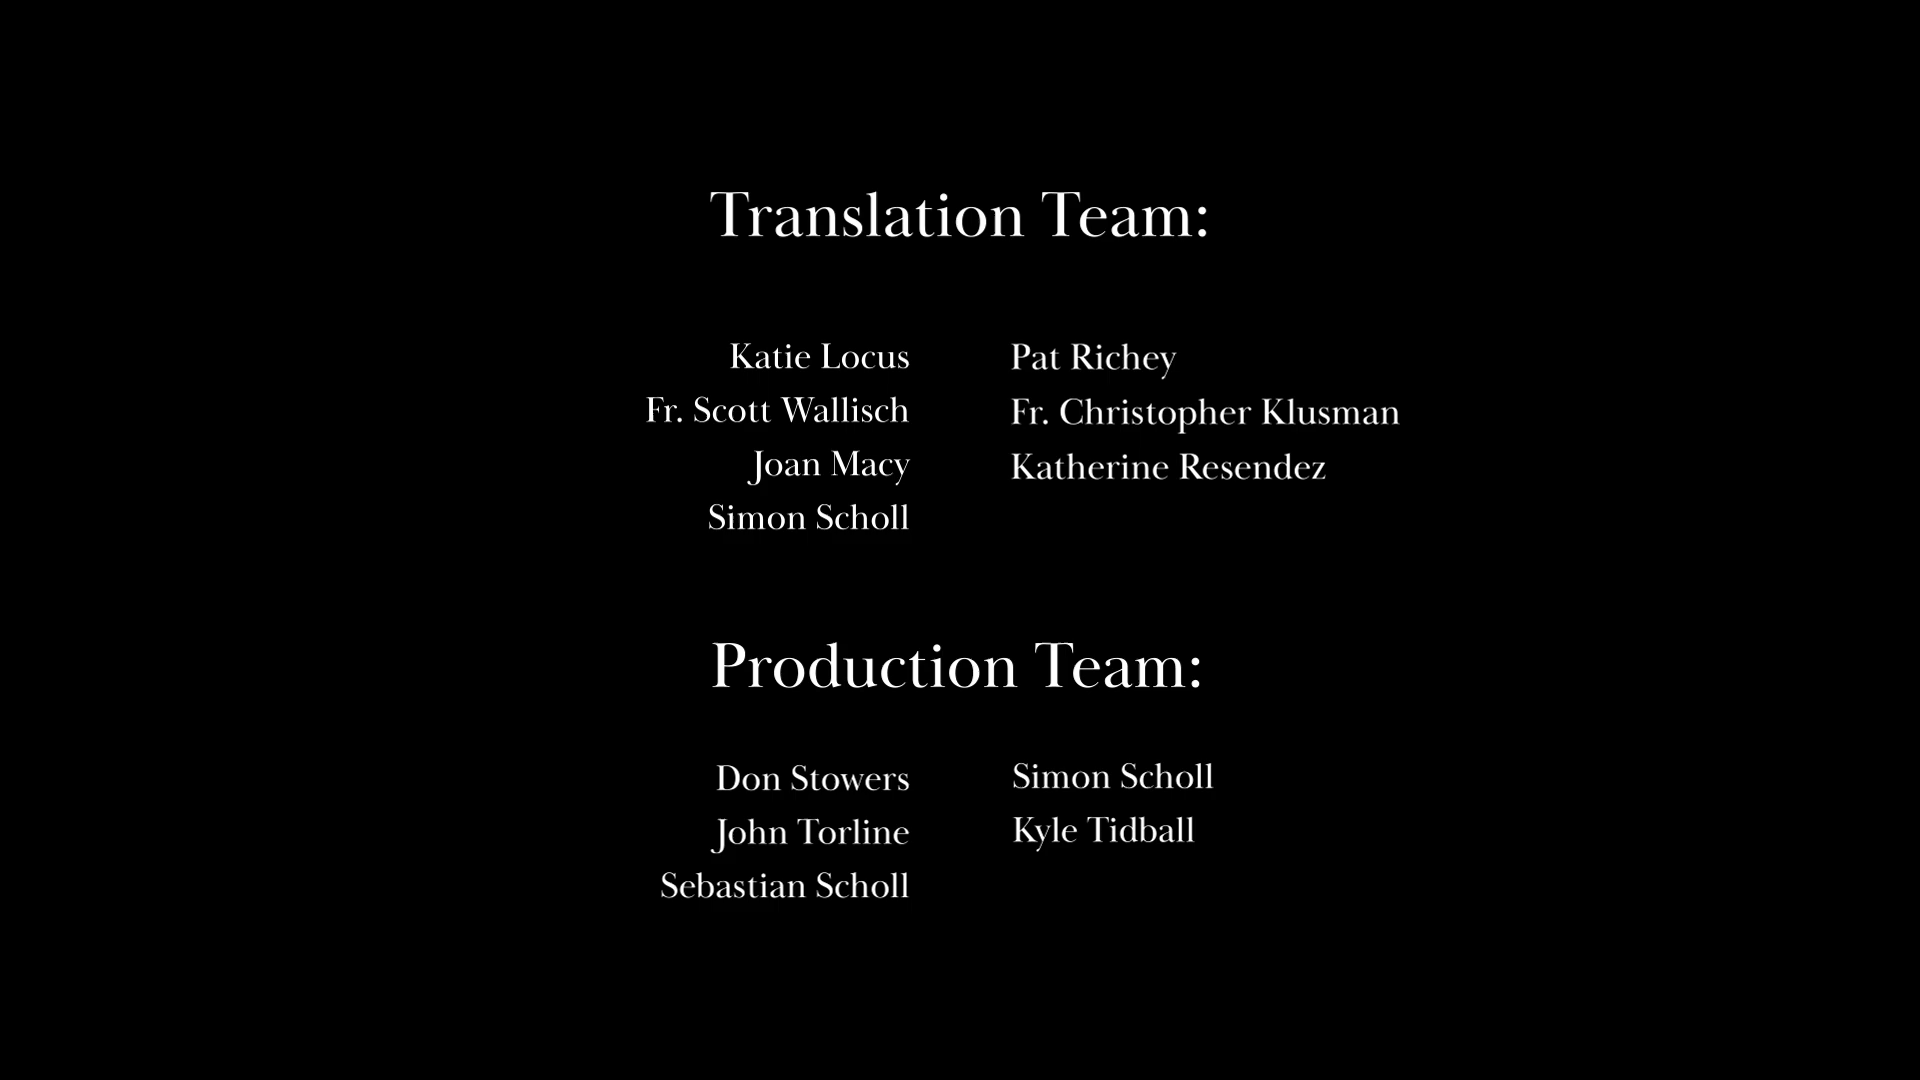 Translation Team:
Katie Locus
Fr. Scott Wallisch
Joan Macy
Simon Scholl
Pat Richey
Fr. Christopher Klusman
Katherine Resendez
Production Team:
Don Stowers
John Torline
Sebastian Scholl
Simon Scholl
Kyle Tidball